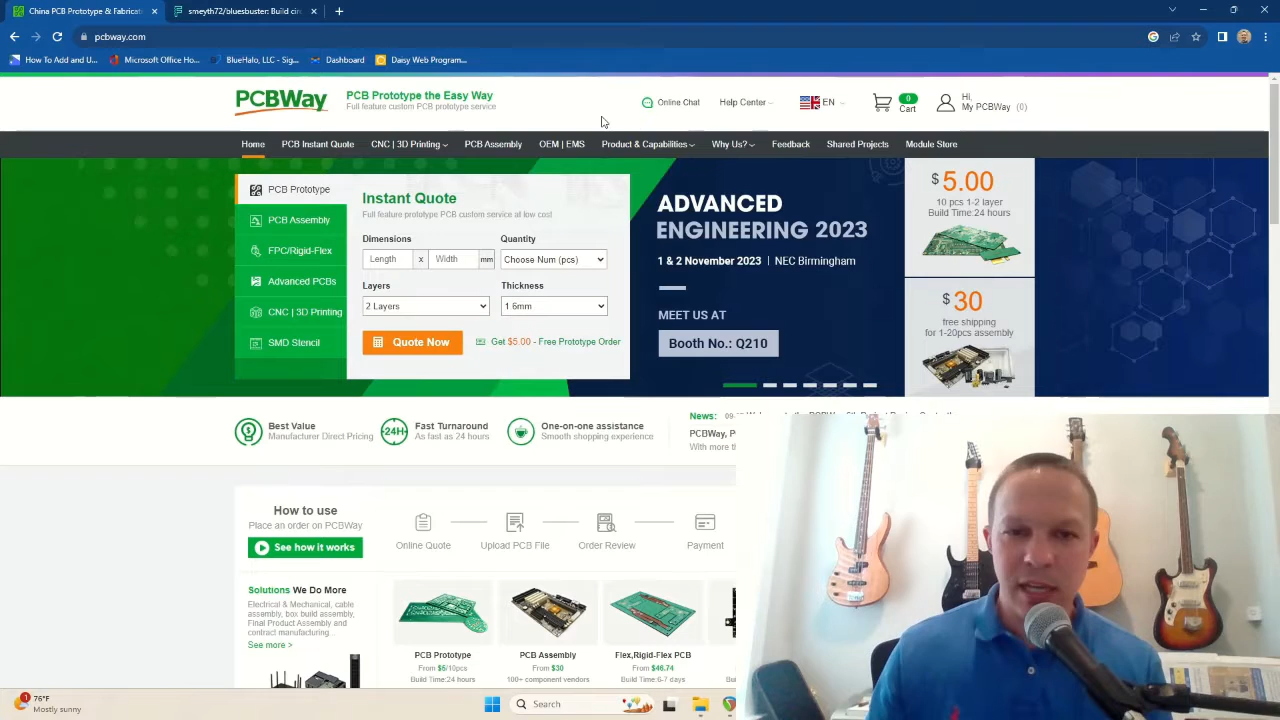 China PCB Prototype & Fabricati
smeyth72/bluesbuster: Build circ
pcbway.com
How To Add and U...
Microsoft Office Ho...
BlueHalo, LLC - Sig...
Dashboard
Daisy Web Program...
PCBWay
PCB Prototype the Easy Way
Full feature custom PCB prototype service
Online Chat
Help Center
EN
0
Cart
Hi,
My PCBWay (0)
Home
PCB Instant Quote
CNC | 3D Printing
PCB Assembly
OEM | EMS
Product & Capabilities
Why Us?
Feedback
Shared Projects
Module Store
PCB Prototype
PCB Assembly
FPC/Rigid-Flex
Advanced PCBs
CNC | 3D Printing
SMD Stencil
Instant Quote
Full feature prototype PCB custom service at low cost
Dimensions
Quantity
Length x Width mm
Choose Num (pcs)
Layers
Thickness
2 Layers
1.6mm
Quote Now
Get $5.00 - Free Prototype Order
ADVANCED
ENGINEERING 2023
1 & 2 November 2023 | NEC Birmingham
MEET US AT
Booth No.: Q210
$ 5.00
10 pcs 1-2 layer
Build Time:24 hours
$ 30
free shipping
for 1-20pcs assembly
Best Value
Manufacturer Direct Pricing
24H
Fast Turnaround
As fast as 24 hours
One-on-one assistance
Smooth shopping experience
News:
PCBWay, P
With more th
How to use
Place an order on PCBWay
See how it works
Online Quote
Upload PCB File
Order Review
Payment
Solutions We Do More
Electrical & Mechanical, cable
assembly, box build assembly,
Final Product Assembly and
contract manufacturing...
See more >
PCB Prototype
From $5/10pcs
Build Time:24 hours
PCB Assembly
From $30
100+ component vendors
Flex,Rigid-Flex PCB
From $46.74
Build Time:6-7 days
1
76°F
Mostly sunny
Search